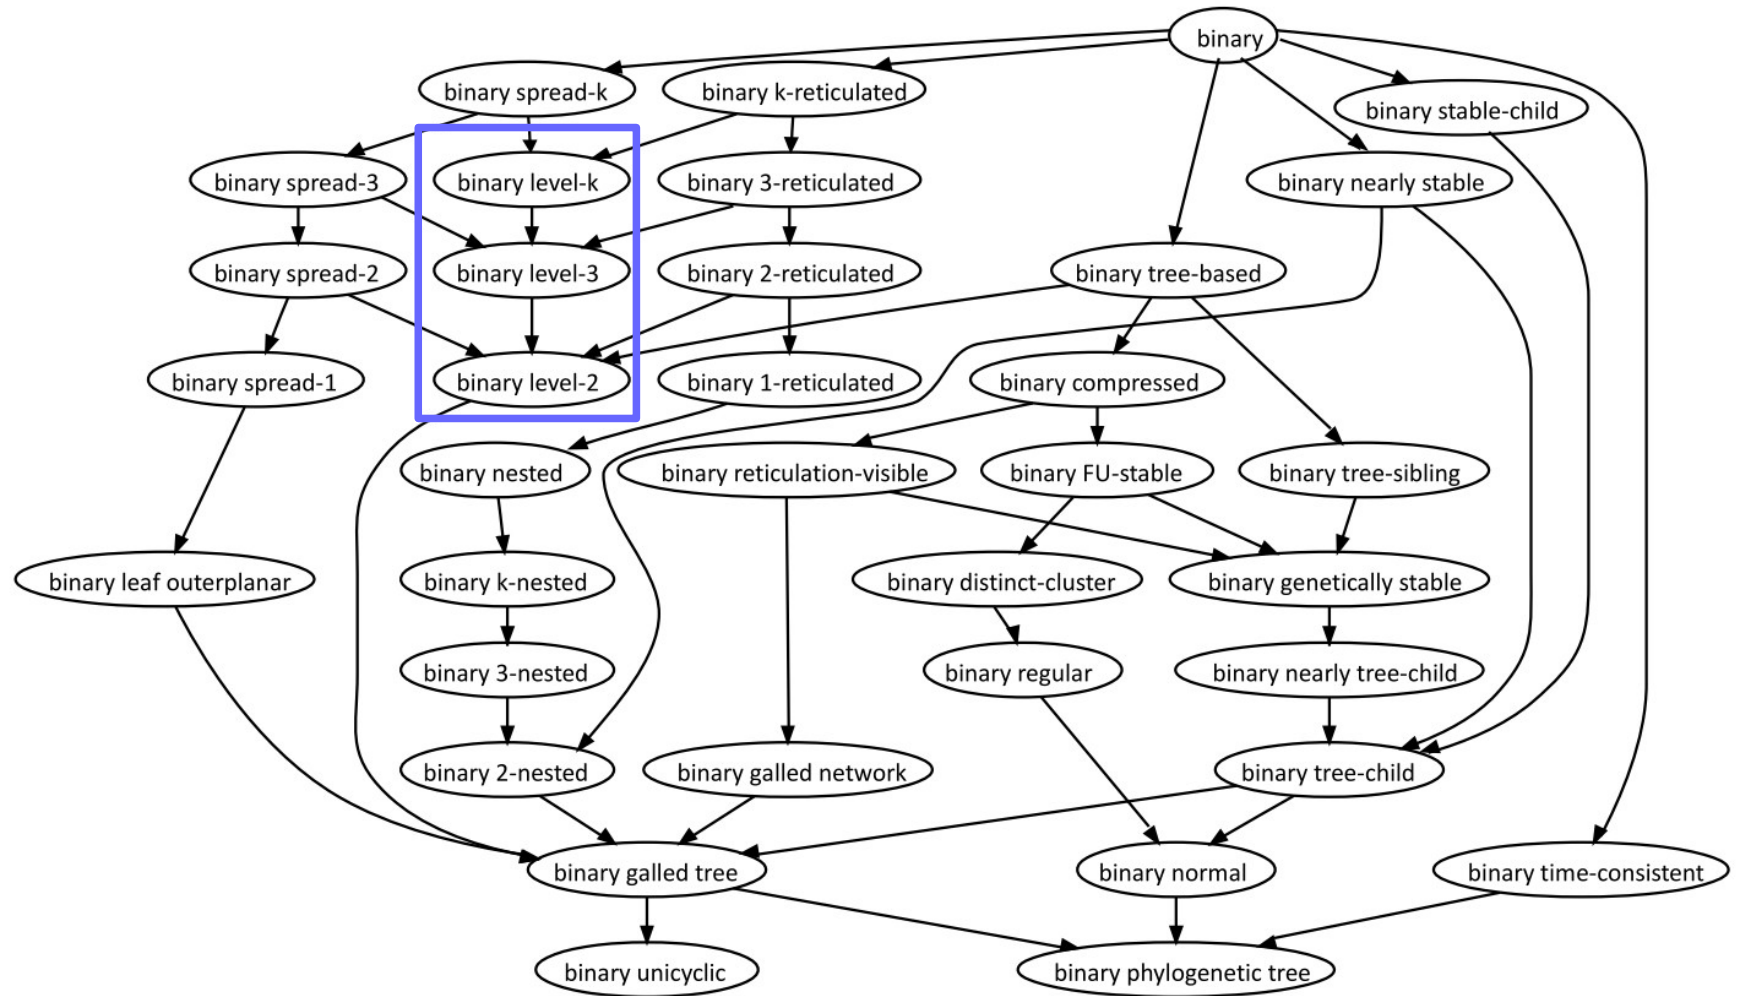 binary
binary spread-k
binary k-reticulated
binary stable-child
binary spread-3
binary level-k
binary 3-reticulated
binary nearly stable
binary spread-2
binary level-3
binary 2-reticulated
binary tree-based
binary spread-1
binary level-2
binary 1-reticulated
binary compressed
binary nested
binary reticulation-visible
binary FU-stable
binary tree-sibling
binary leaf outerplanar
binary k-nested
binary distinct-cluster
binary genetically stable
binary 3-nested
binary regular
binary nearly tree-child
binary 2-nested
binary galled network
binary tree-child
binary galled tree
binary normal
binary time-consistent
binary unicyclic
binary phylogenetic tree